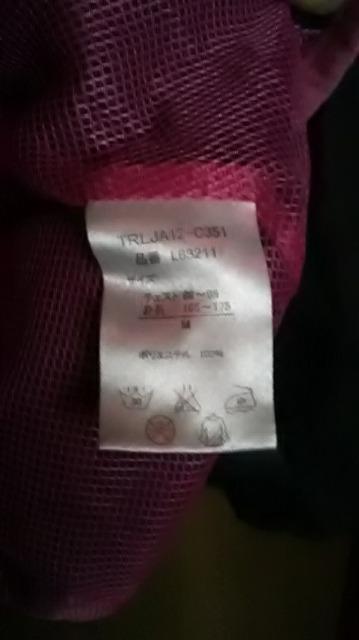 TRLJA12-C351
品番 L63211
サイズ
チェスト 88～96
身長 165～175
M
ポリエステル 100%